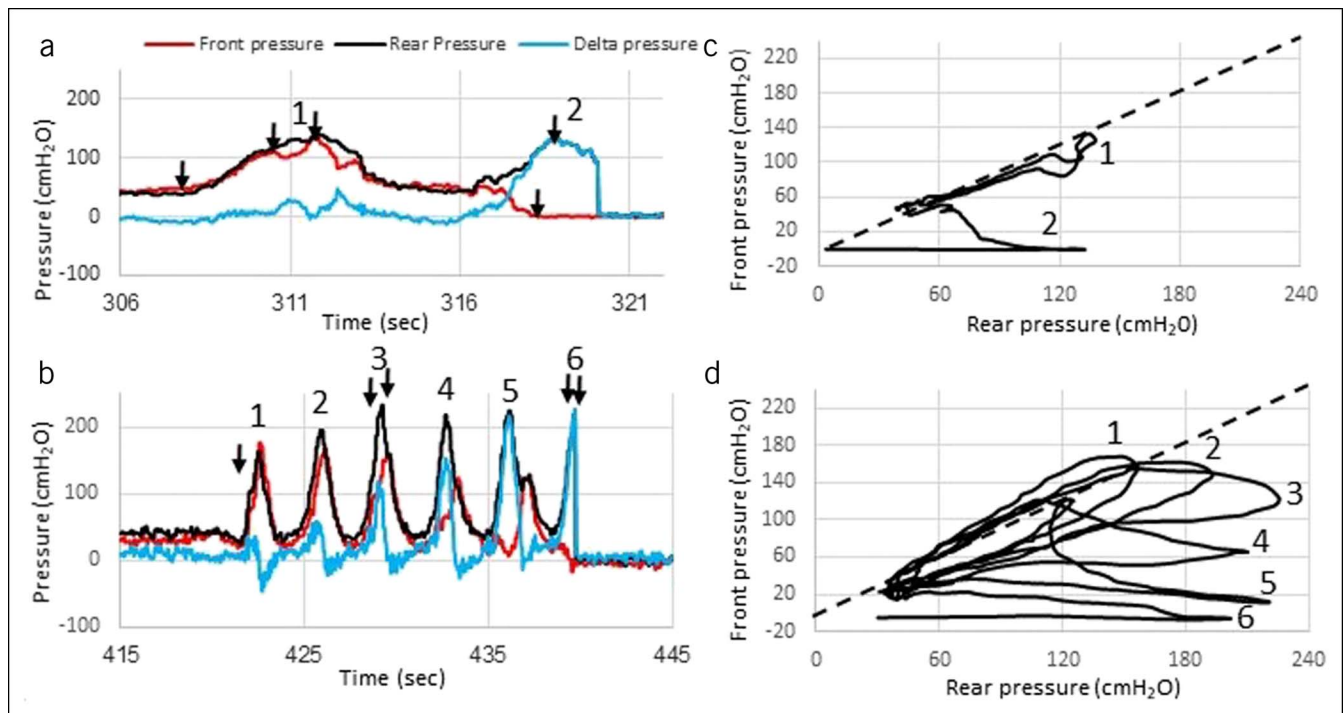 a
Front pressure Rear Pressure Delta pressure
Pressure (cmH₂O)
200
100
0
-100
1
2
306 311 316 321
Time (sec)
c
Front pressure (cmH₂O)
220
180
140
100
60
20
-20
1
2
0 60 120 180 240
Rear pressure (cmH₂O)
b
Pressure (cmH₂O)
200
100
0
-100
1 2 3 4 5 6
415 425 435 445
Time (sec)
d
Front pressure (cmH₂O)
220
180
140
100
60
20
-20
1
2
3
4
5
6
0 60 120 180 240
Rear pressure (cmH₂O)